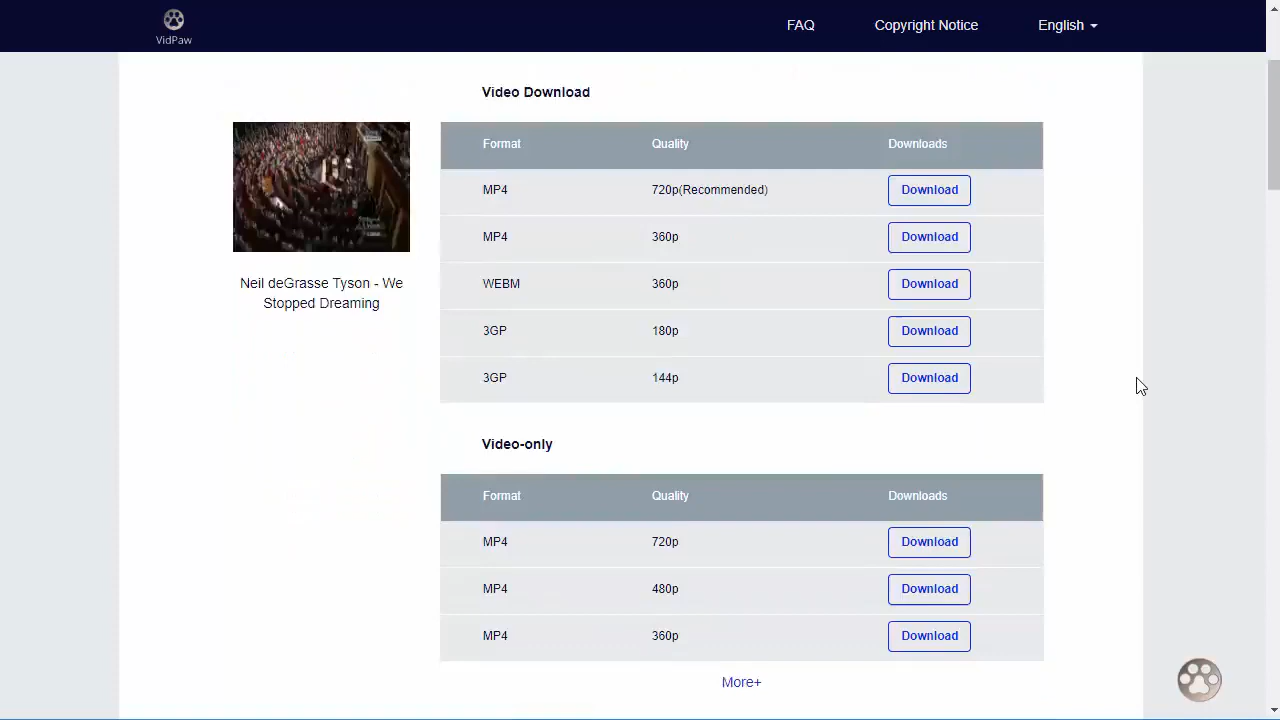 VidPaw
FAQ
Copyright Notice
English
Video Download
Format Quality Downloads
MP4 720p(Recommended) Download
MP4 360p Download
WEBM 360p Download
3GP 180p Download
3GP 144p Download
Neil deGrasse Tyson - We
Stopped Dreaming
Video-only
Format Quality Downloads
MP4 720p Download
MP4 480p Download
MP4 360p Download
More+